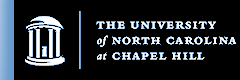 THE UNIVERSITY
of NORTH CAROLINA
at CHAPEL HILL